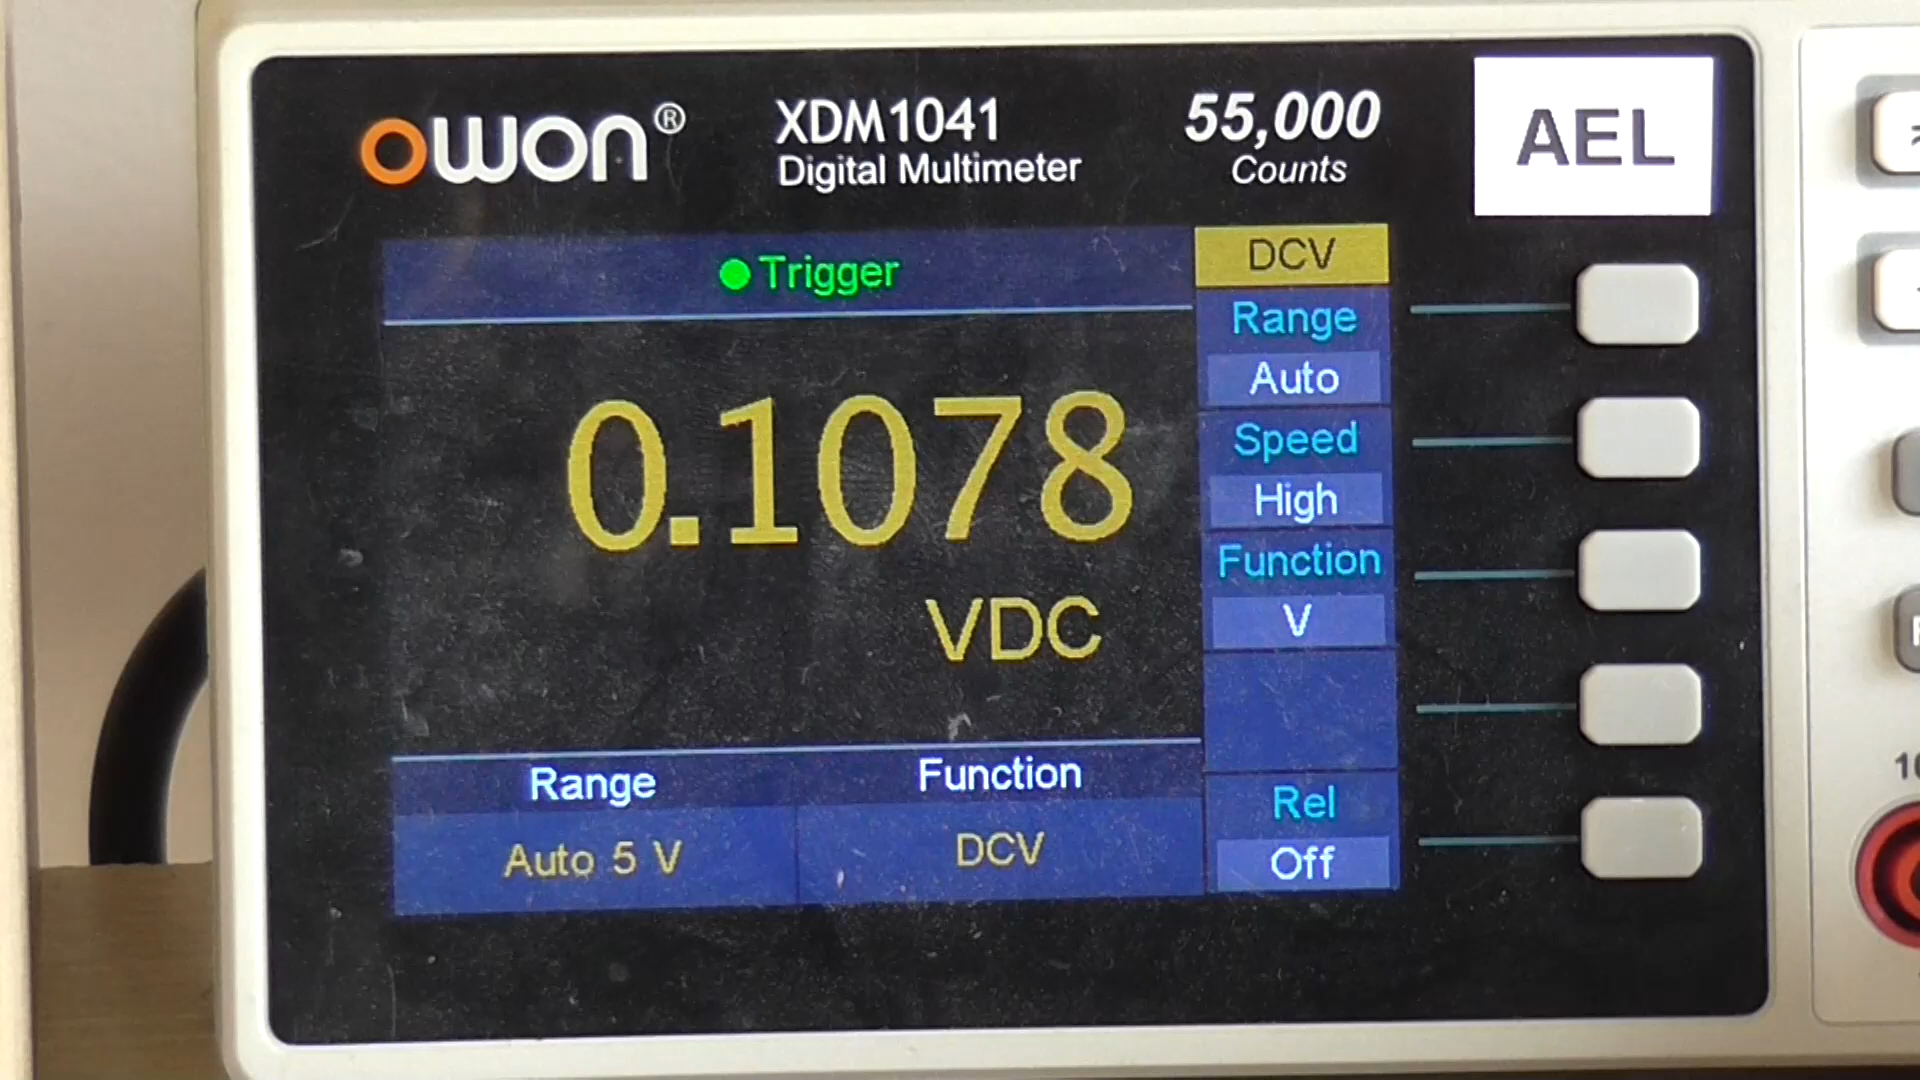 owon®
XDM1041
Digital Multimeter
55,000
Counts
AEL
Trigger
0.1078
VDC
Range
Function
Auto 5 V
DCV
DCV
Range
Auto
Speed
High
Function
V
Rel
Off